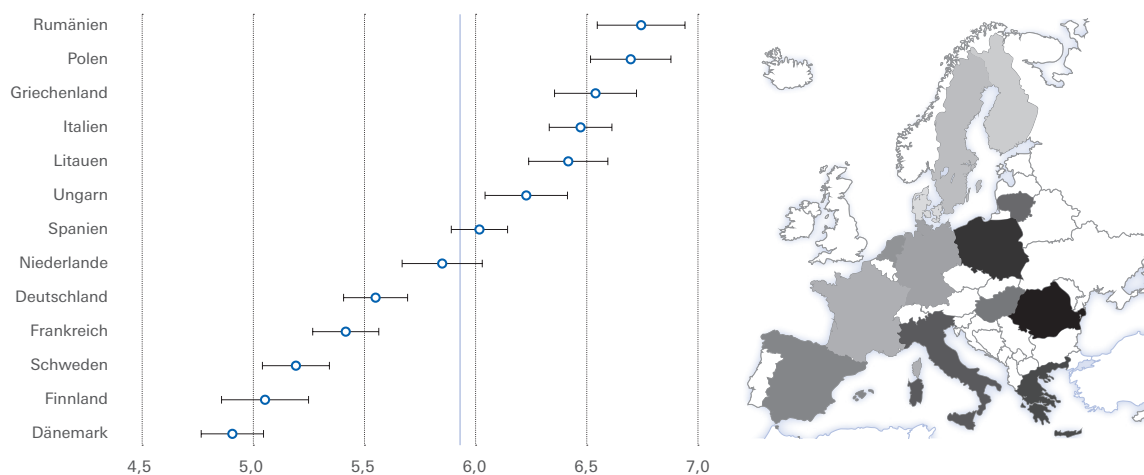 Rumänien
Polen
Griechenland
Italien
Litauen
Ungarn
Spanien
Niederlande
Deutschland
Frankreich
Schweden
Finnland
Dänemark
4,5 5,0 5,5 6,0 6,5 7,0